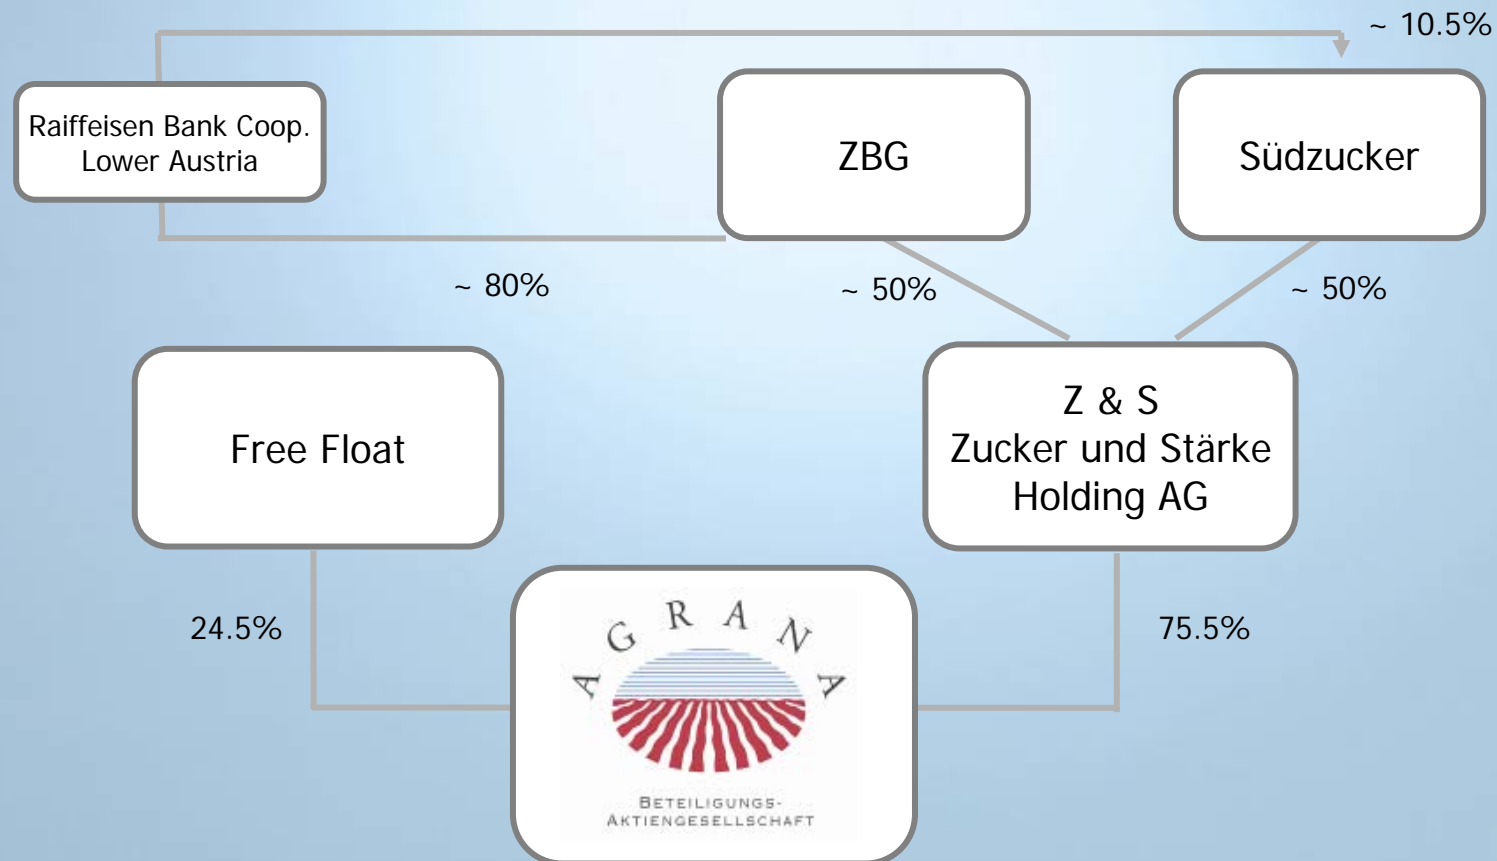 ~ 10.5%
Raiffeisen Bank Coop.
Lower Austria
ZBG
Südzucker
~ 80%
~ 50%
~ 50%
Free Float
Z & S
Zucker und Stärke
Holding AG
24.5%
75.5%
AGRANA
BETEILIGUNGS-
AKTIENGESELLSCHAFT